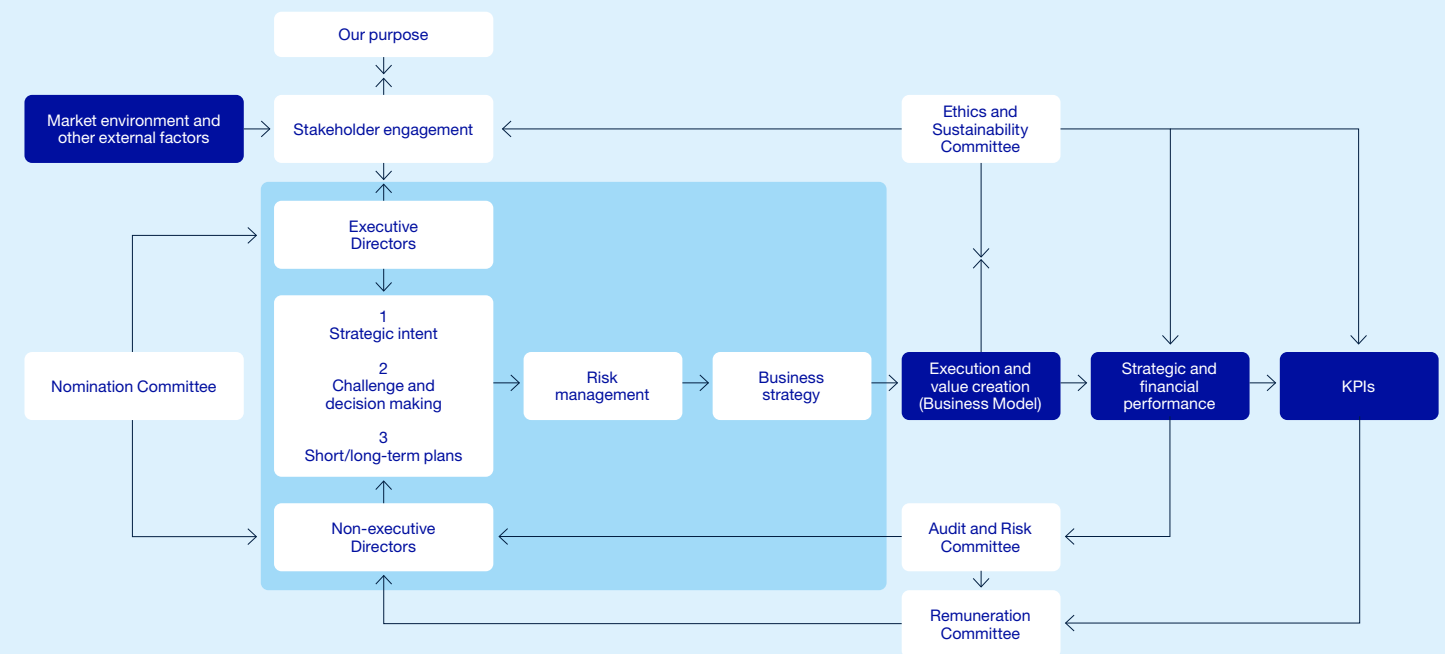 Our purpose
Market environment and
other external factors
Stakeholder engagement
Ethics and
Sustainability
Committee
Executive
Directors
1
Strategic intent
2
Challenge and
decision making
3
Short/long-term plans
Nomination Committee
Risk
management
Business
strategy
Execution and
value creation
(Business Model)
Strategic and
financial
performance
KPIs
Non-executive
Directors
Audit and Risk
Committee
Remuneration
Committee